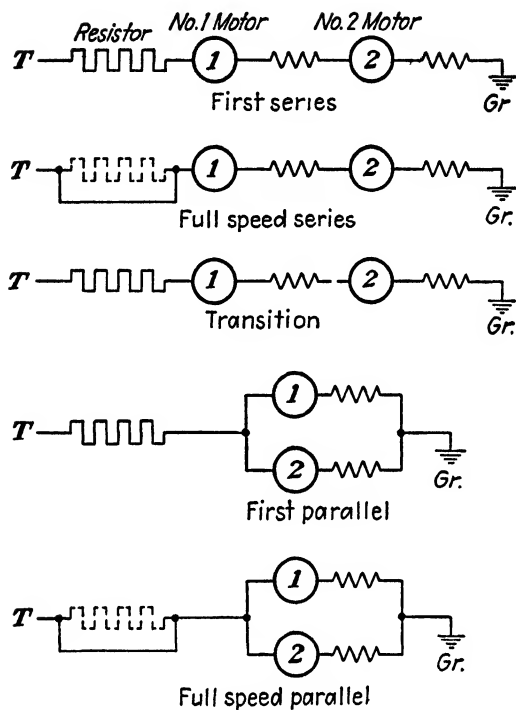 Resistor No.1 Motor No.2 Motor
T 1 2 Gr
First series
T 1 2 Gr.
Full speed series
T 1 2 Gr.
Transition
1
T
2 Gr.
First parallel
1
T
2 Gr.
Full speed parallel